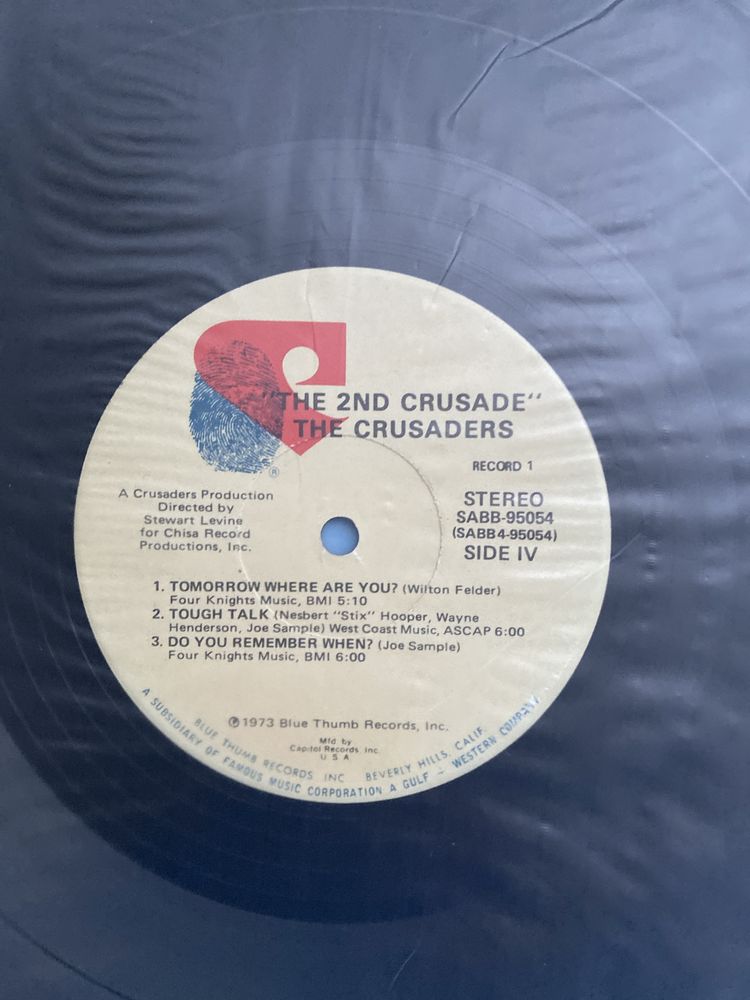 "THE 2ND CRUSADE"
THE CRUSADERS
RECORD 1
®
A Crusaders Production
Directed by
Stewart Levine
for Chisa Record
Productions, Inc.
STEREO
SABB-95054
(SABB4-95054)
SIDE IV
1. TOMORROW WHERE ARE YOU? (Wilton Felder)
Four Knights Music, BMI 5:10
2. TOUGH TALK (Nesbert "Stix" Hooper, Wayne
Henderson, Joe Sample) West Coast Music, ASCAP 6:00
3. DO YOU REMEMBER WHEN? (Joe Sample)
Four Knights Music, BMI 6:00
℗1973 Blue Thumb Records, Inc.
Mfd. by
Capitol Records, Inc.
U S A
BLUE THUMB RECORDS INC BEVERLY HILLS, CALIF.
A SUBSIDIARY OF FAMOUS MUSIC CORPORATION A GULF + WESTERN COMPANY